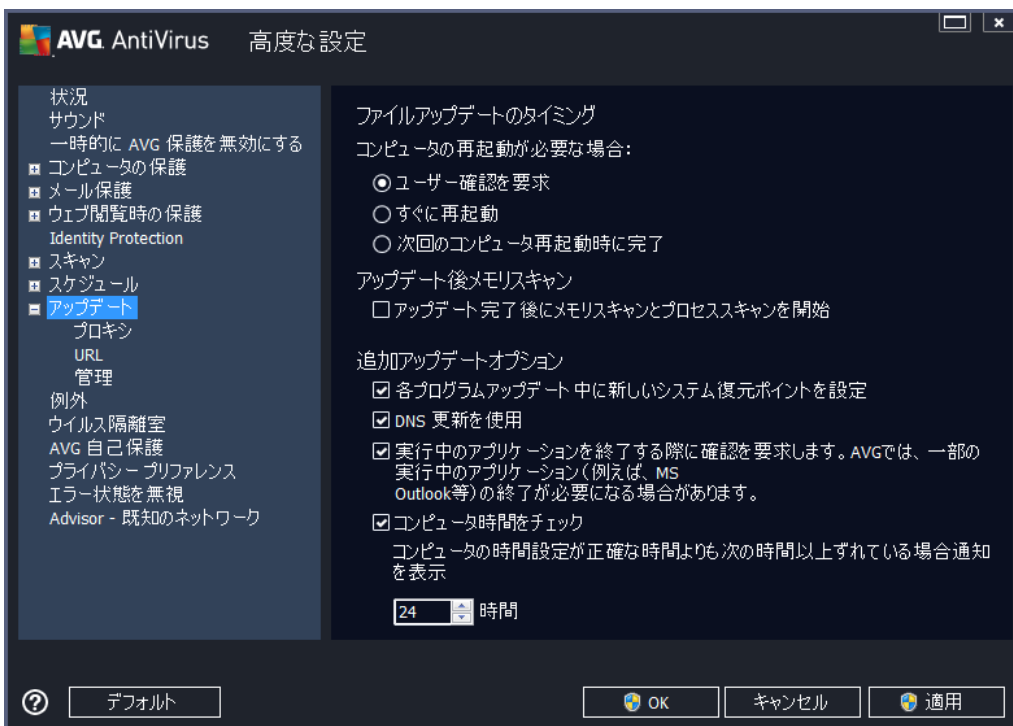 AVG. AntiVirus 高度な設定
状況
サウンド
一時的に AVG 保護を無効にする
コンピュータの保護
メール保護
ウェブ閲覧時の保護
Identity Protection
スキャン
スケジュール
アップデート
プロキシ
URL
管理
例外
ウイルス隔離室
AVG 自己保護
プライバシー プリファレンス
エラー状態を無視
Advisor - 既知のネットワーク
ファイルアップデートのタイミング
コンピュータの再起動が必要な場合:
ユーザー確認を要求
すぐに再起動
次回のコンピュータ再起動時に完了
アップデート後メモリスキャン
アップデート完了後にメモリスキャンとプロセススキャンを開始
追加アップデートオプション
各プログラムアップデート中に新しいシステム復元ポイントを設定
DNS 更新を使用
実行中のアプリケーションを終了する際に確認を要求します。AVGでは、一部の
実行中のアプリケーション(例えば、MS
Outlook等)の終了が必要になる場合があります。
コンピュータ時間をチェック
コンピュータの時間設定が正確な時間よりも次の時間以上ずれている場合通知
を表示
24 時間
デフォルト
OK
キャンセル
適用